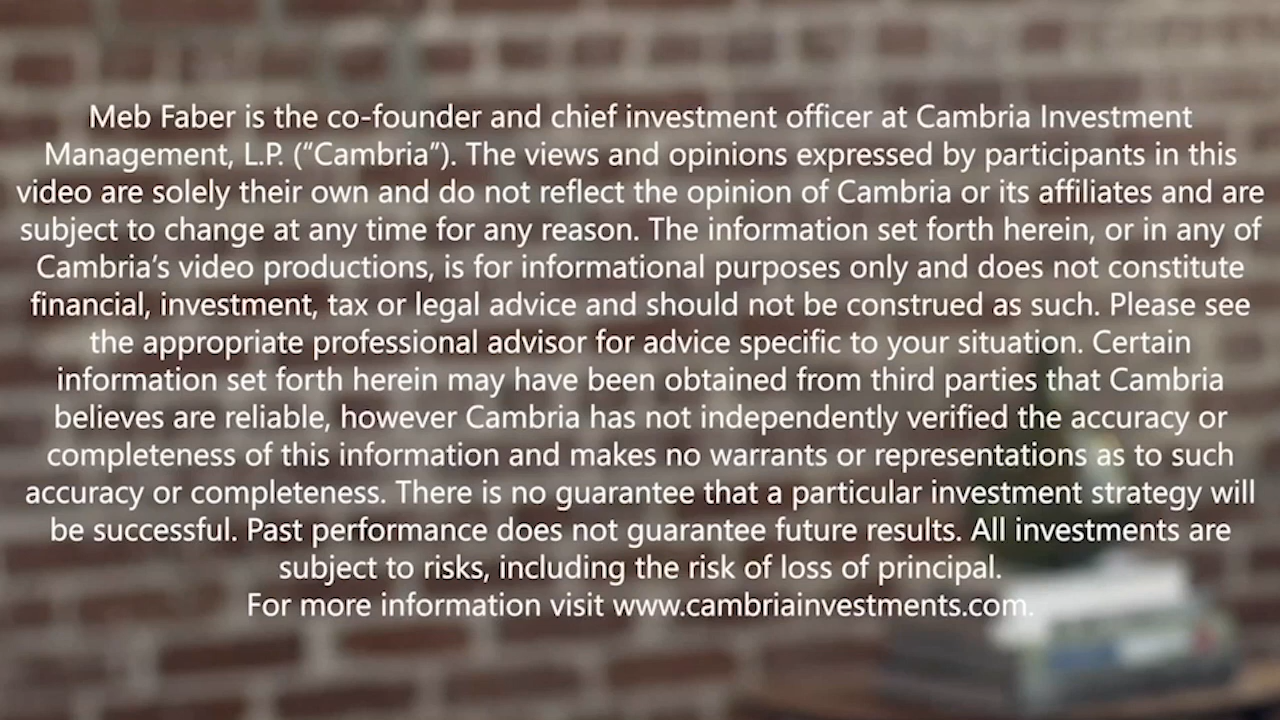 Meb Faber is the co-founder and chief investment officer at Cambria Investment
Management, L.P. (“Cambria”). The views and opinions expressed by participants in this
video are solely their own and do not reflect the opinion of Cambria or its affiliates and are
subject to change at any time for any reason. The information set forth herein, or in any of
Cambria’s video productions, is for informational purposes only and does not constitute
financial, investment, tax or legal advice and should not be construed as such. Please see
the appropriate professional advisor for advice specific to your situation. Certain
information set forth herein may have been obtained from third parties that Cambria
believes are reliable, however Cambria has not independently verified the accuracy or
completeness of this information and makes no warrants or representations as to such
accuracy or completeness. There is no guarantee that a particular investment strategy will
be successful. Past performance does not guarantee future results. All investments are
subject to risks, including the risk of loss of principal.
For more information visit www.cambriainvestments.com.